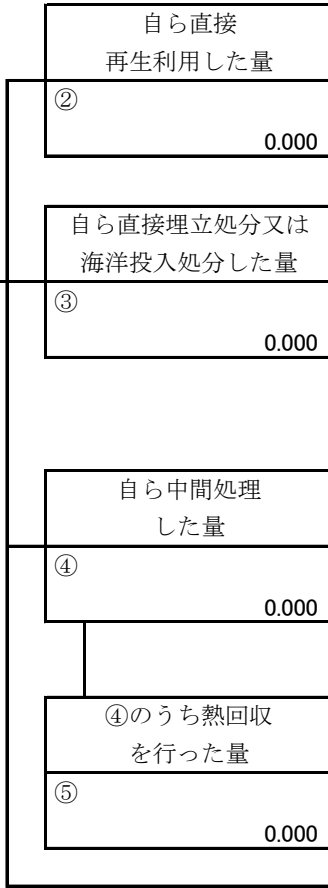 自ら直接
再生利用した量
②
0.000
自ら直接埋立処分又は
海洋投入処分した量
③
0.000
自ら中間処理
した量
④
0.000
④のうち熱回収
を行った量
⑤
0.000